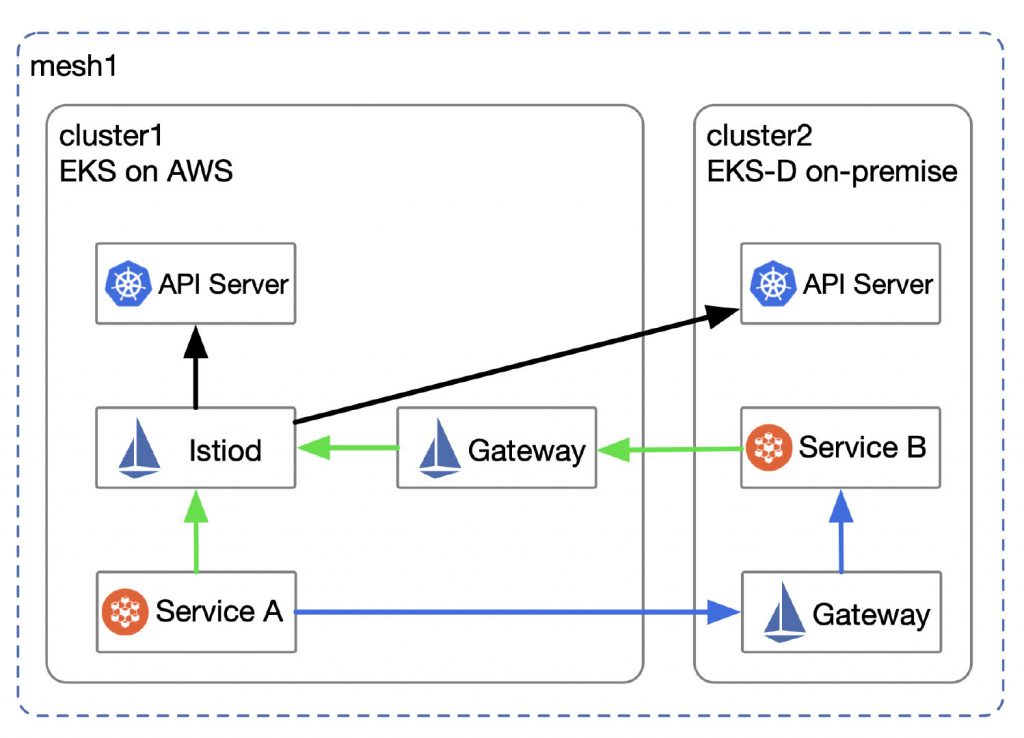 mesh1
cluster1
EKS on AWS
cluster2
EKS-D on-premise
API Server
API Server
Istiod
Gateway
Service B
Service A
Gateway